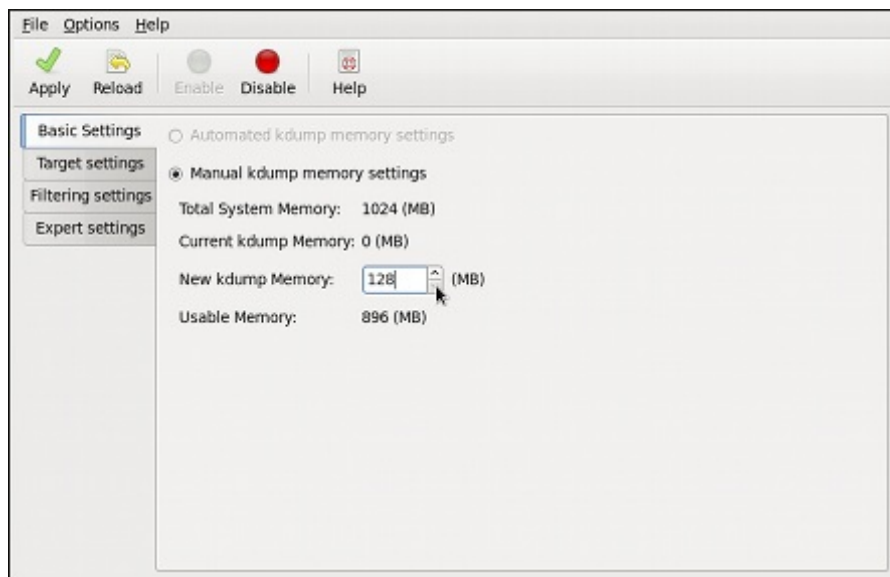 File Options Help
Apply Reload Enable Disable Help
Basic Settings
Target settings
Filtering settings
Expert settings
Automated kdump memory settings
Manual kdump memory settings
Total System Memory: 1024 (MB)
Current kdump Memory: 0 (MB)
New kdump Memory: 128 (MB)
Usable Memory: 896 (MB)